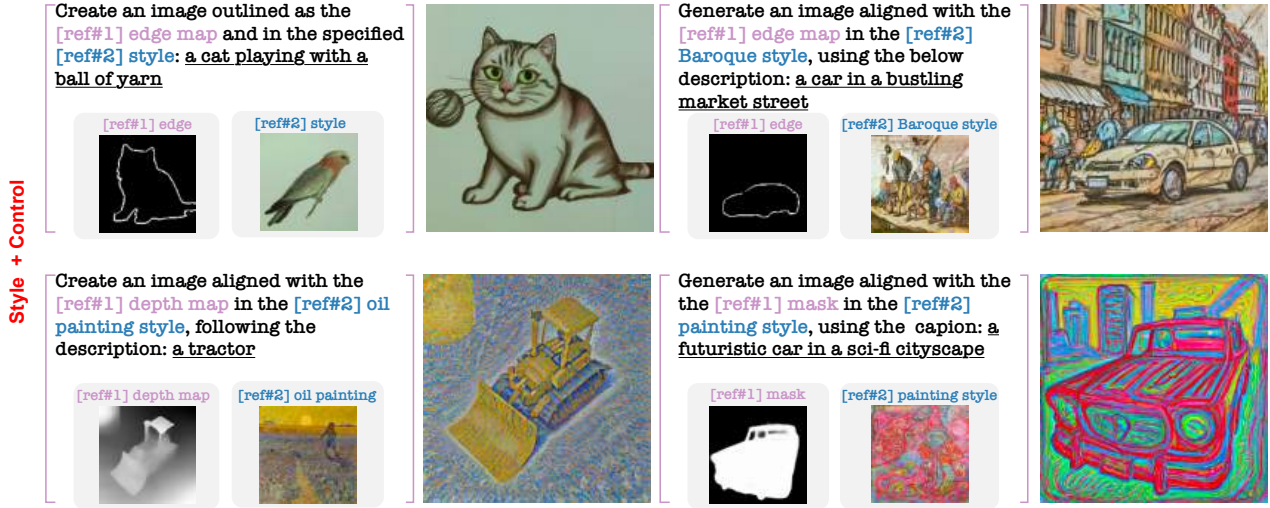 Style + Control
Create an image outlined as the
[ref#1] edge map and in the specified
[ref#2] style: a cat playing with a
ball of yarn
[ref#1] edge
[ref#2] style
Generate an image aligned with the
[ref#1] edge map in the [ref#2]
Baroque style, using the below
description: a car in a bustling
market street
[ref#1] edge
[ref#2] Baroque style
Create an image aligned with the
[ref#1] depth map in the [ref#2] oil
painting style, following the
description: a tractor
[ref#1] depth map
[ref#2] oil painting
Generate an image aligned with the
the [ref#1] mask in the [ref#2]
painting style, using the capion: a
futuristic car in a sci-fi cityscape
[ref#1] mask
[ref#2] painting style